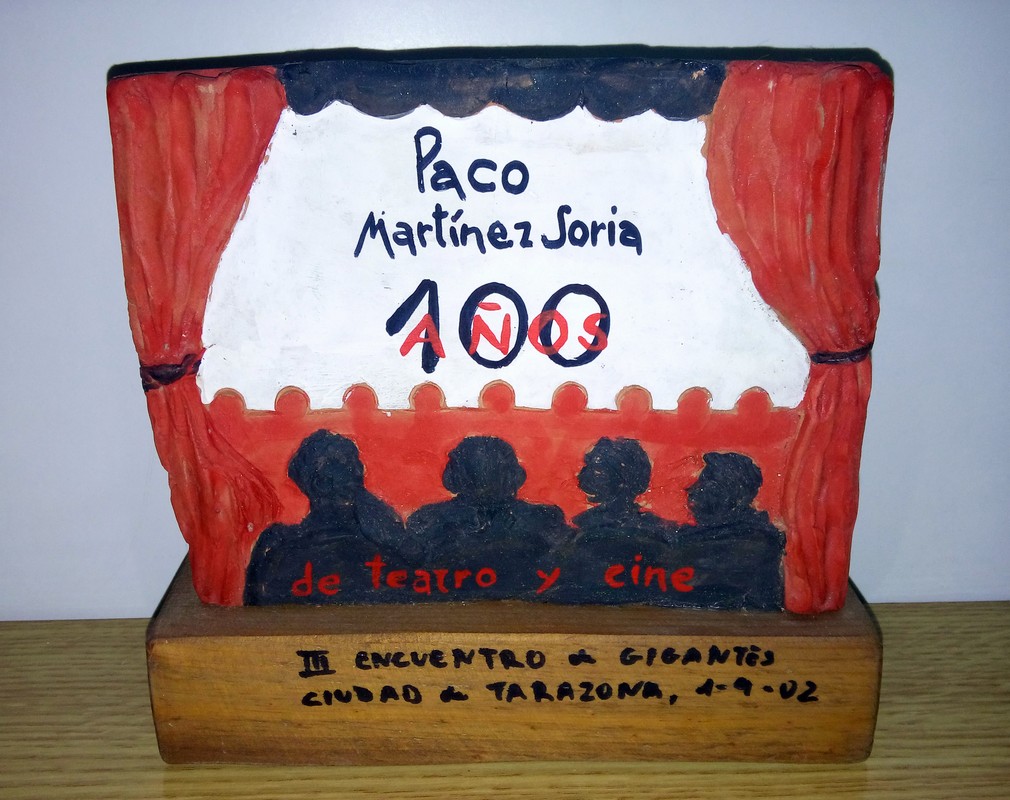 Paco
Martínez Soria
100
AÑOS
de teatro y cine
III ENCUENTRO de GIGANTES
CIUDAD de TARAZONA, 1-9-02